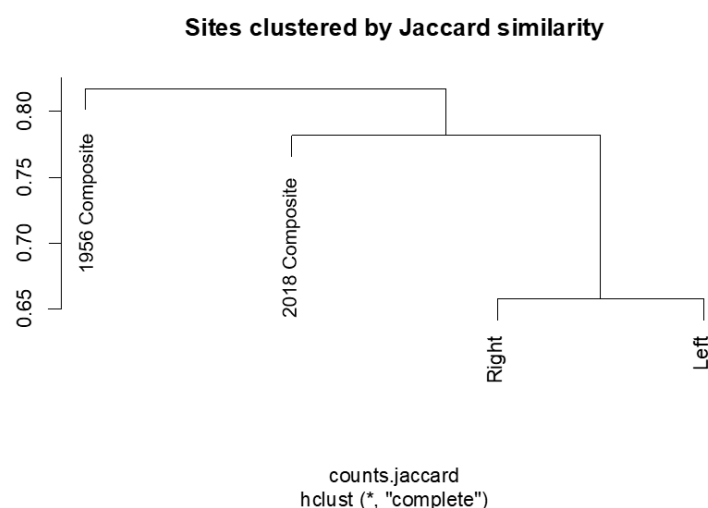 Sites clustered by Jaccard similarity
0.80
0.75
0.70
0.65
1956 Composite
2018 Composite
Right
Left
counts.jaccard
hclust (*, "complete")